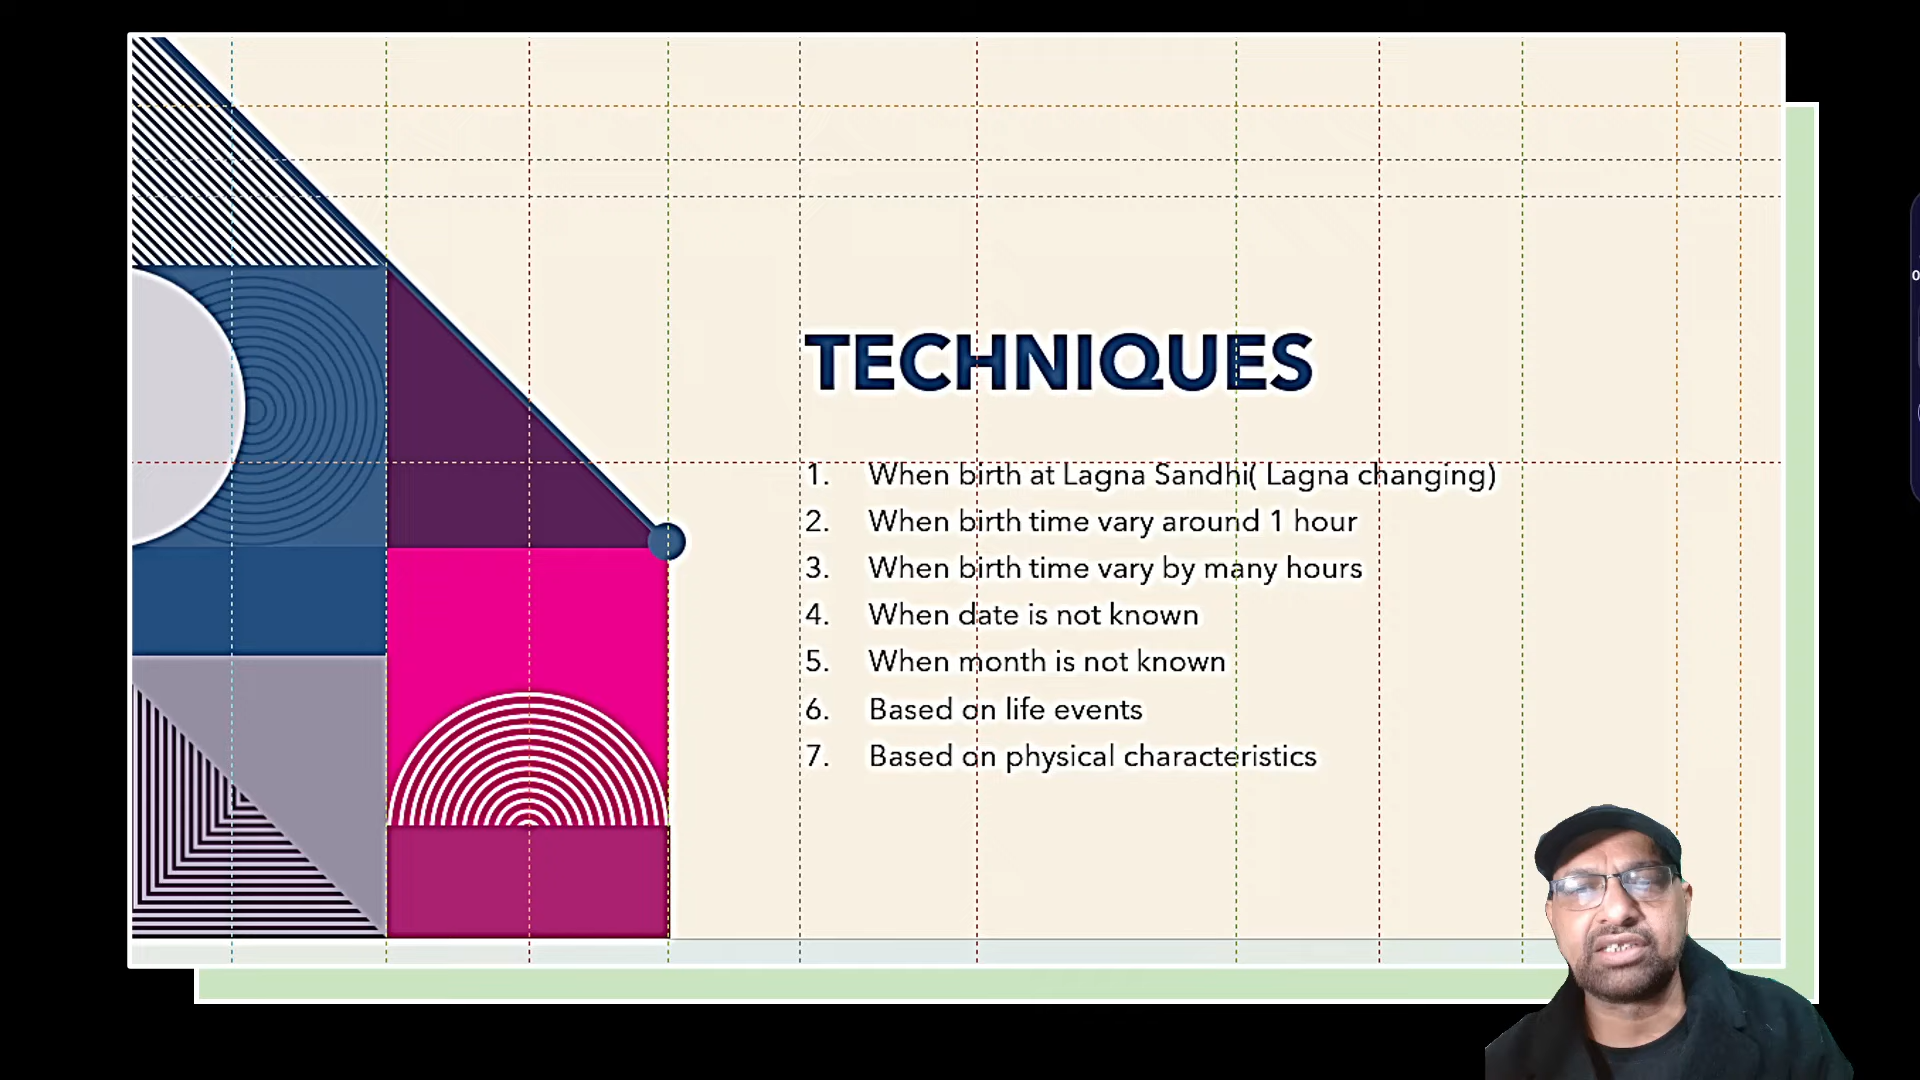 TECHNIQUES
1. When birth at Lagna Sandhi( Lagna changing)
2. When birth time vary around 1 hour
3. When birth time vary by many hours
4. When date is not known
5. When month is not known
6. Based on life events
7. Based on physical characteristics